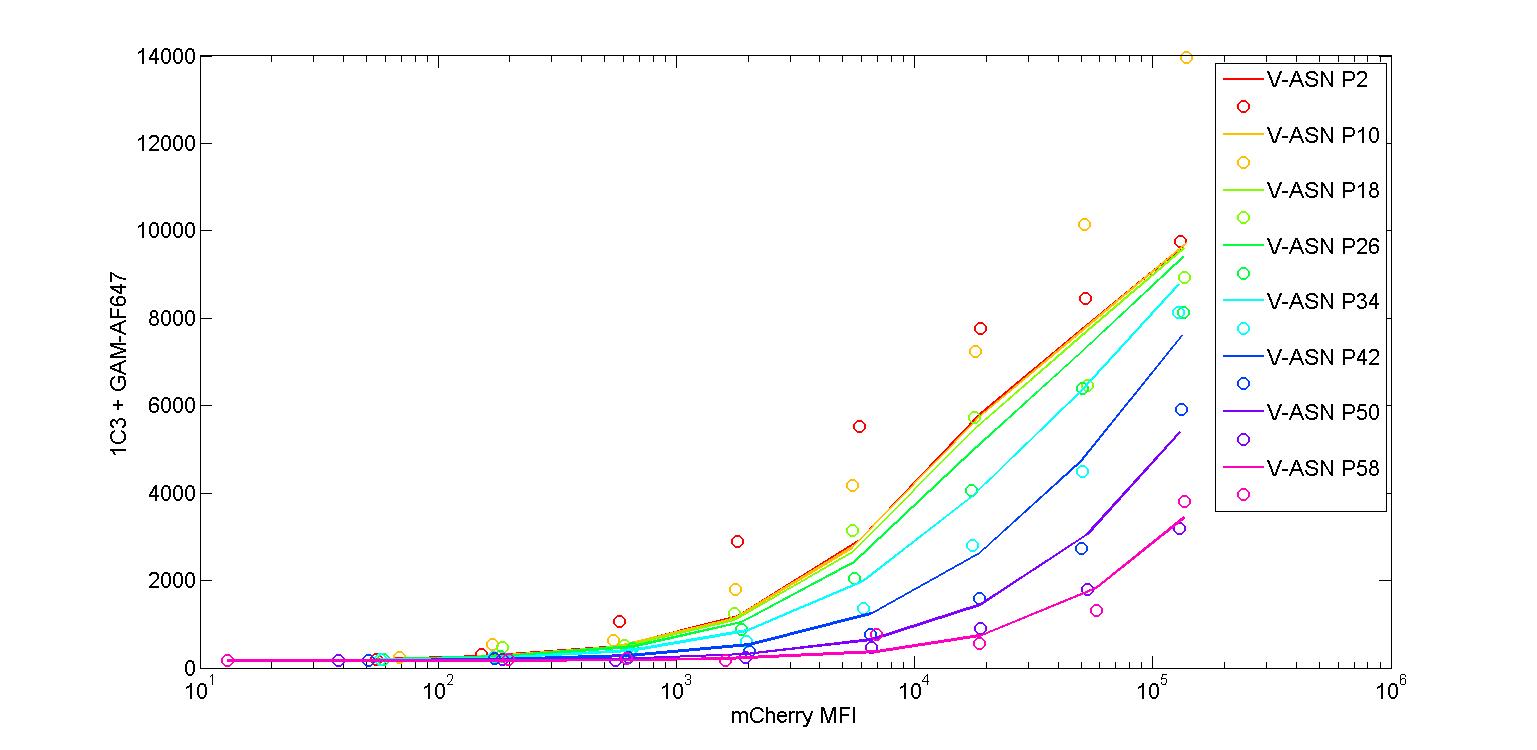 14000
12000
10000
8000
6000
4000
2000
0
1C3 + GAM-AF647
10^1
10^2
10^3
10^4
10^5
10^6
mCherry MFI
V-ASN P2
V-ASN P10
V-ASN P18
V-ASN P26
V-ASN P34
V-ASN P42
V-ASN P50
V-ASN P58